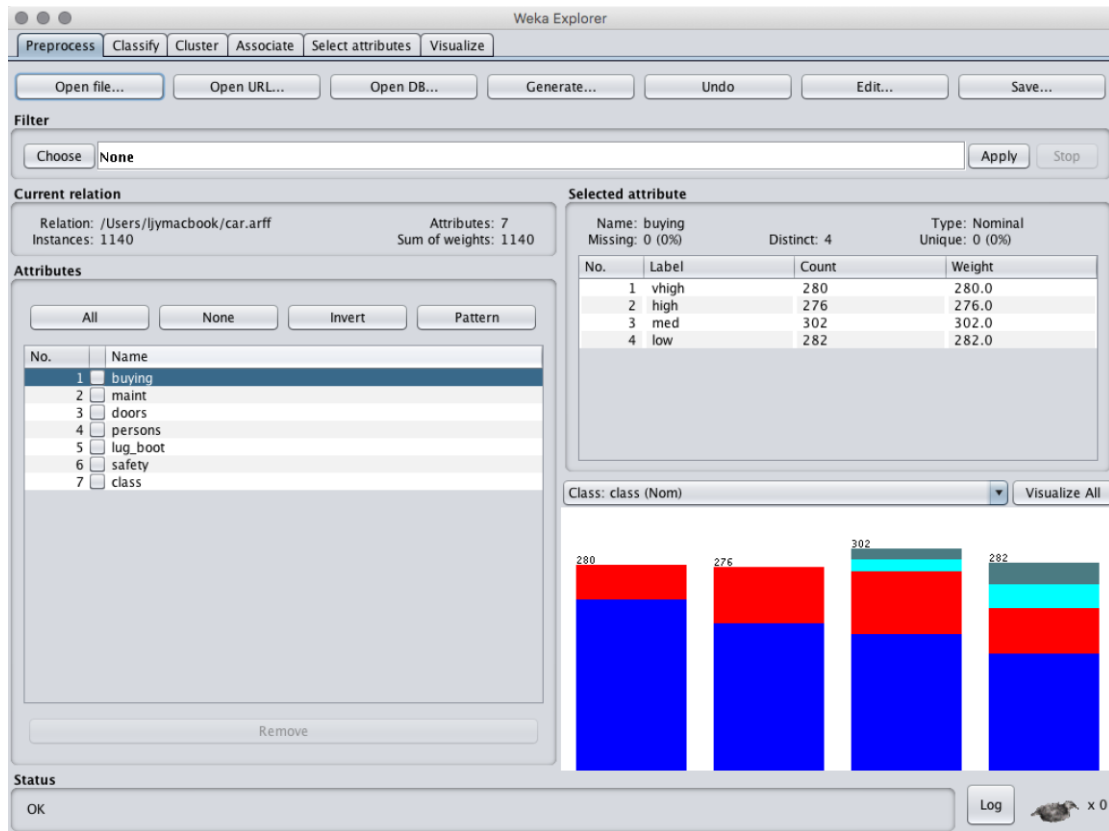 Weka Explorer
Preprocess Classify Cluster Associate Select attributes Visualize
Open file... Open URL... Open DB... Generate... Undo Edit... Save...
Filter
Choose None Apply Stop
Current relation
Relation: /Users/ljymacbook/car.arff Attributes: 7
Instances: 1140 Sum of weights: 1140
Attributes
All None Invert Pattern
No. Name
1 buying
2 maint
3 doors
4 persons
5 lug_boot
6 safety
7 class
Remove
Selected attribute
Name: buying Type: Nominal
Missing: 0 (0%) Distinct: 4 Unique: 0 (0%)
No. Label Count Weight
1 vhigh 280 280.0
2 high 276 276.0
3 med 302 302.0
4 low 282 282.0
Class: class (Nom) Visualize All
280 276 302 282
Status
OK Log x 0